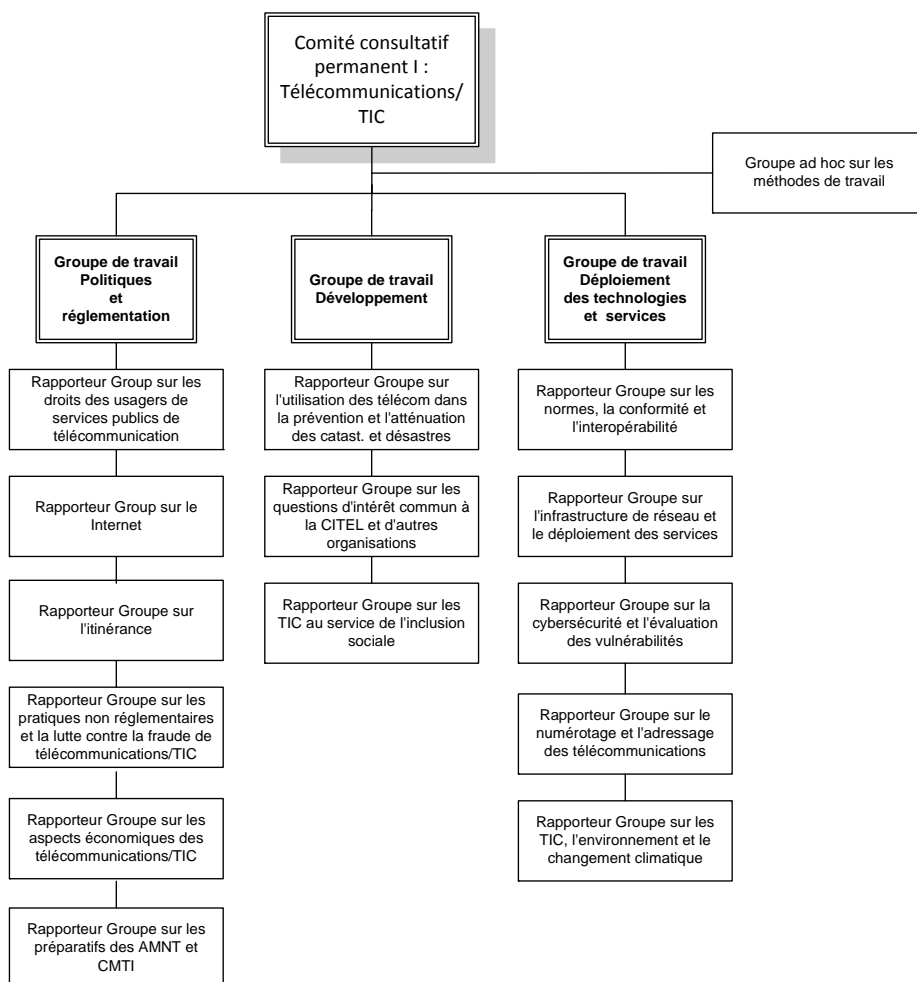 Comité consultatif
permanent I :
Télécommunications/
TIC
Groupe ad hoc sur les
méthodes de travail
Groupe de travail
Politiques
et
réglementation
Rapporteur Group sur les
droits des usagers de
services publics de
télécommunication
Rapporteur Group sur le
Internet
Rapporteur Groupe sur
l'itinérance
Rapporteur Groupe sur les
pratiques non réglementaires
et la lutte contre la fraude de
télécommunications/TIC
Rapporteur Groupe sur les
aspects économiques des
télécommunications/TIC
Rapporteur Groupe sur les
préparatifs des AMNT et
CMTI
Groupe de travail
Développement
Rapporteur Groupe sur
l'utilisation des télécom dans
la prévention et l'atténuation
des catast. et désastres
Rapporteur Groupe sur les
questions d'intérêt commun à
la CITEL et d'autres
organisations
Rapporteur Groupe sur les
TIC au service de l'inclusion
sociale
Groupe de travail
Déploiement
des technologies
et services
Rapporteur Groupe sur les
normes, la conformité et
l'interopérabilité
Rapporteur Groupe sur
l'infrastructure de réseau et
le déploiement des services
Rapporteur Groupe sur la
cybersécurité et l'évaluation
des vulnérabilités
Rapporteur Groupe sur le
numérotage et l'adressage
des télécommunications
Rapporteur Groupe sur les
TIC, l'environnement et le
changement climatique